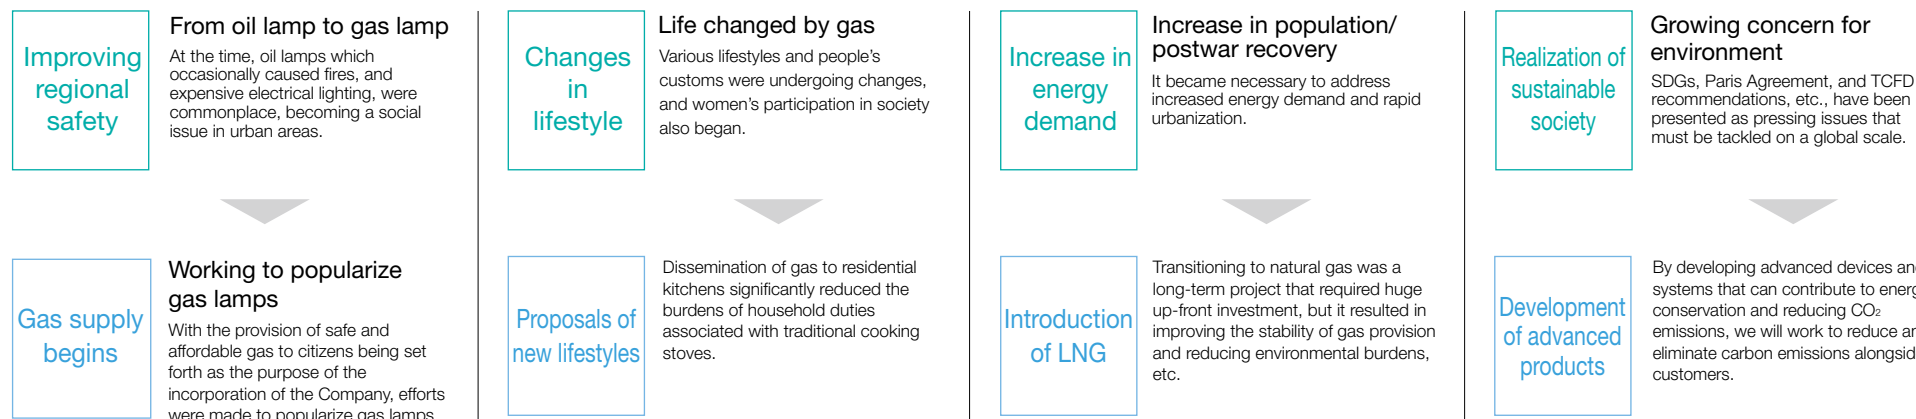 Improving
regional
safety
From oil lamp to gas lamp
At the time, oil lamps which
occasionally caused fires, and
expensive electrical lighting, were
commonplace, becoming a social
issue in urban areas.
Gas supply
begins
Working to popularize
gas lamps
With the provision of safe and
affordable gas to citizens being set
forth as the purpose of the
incorporation of the Company, efforts
were made to popularize gas lamps
Changes
in
lifestyle
Life changed by gas
Various lifestyles and people's
customs were undergoing changes,
and women's participation in society
also began.
Proposals of
new lifestyles
Dissemination of gas to residential
kitchens significantly reduced the
burdens of household duties
associated with traditional cooking
stoves.
Increase in
energy
demand
Increase in population/
postwar recovery
It became necessary to address
increased energy demand and rapid
urbanization.
Introduction
of LNG
Transitioning to natural gas was a
long-term project that required huge
up-front investment, but it resulted in
improving the stability of gas provision
and reducing environmental burdens,
etc.
Realization of
sustainable
society
Growing concern for
environment
SDGs, Paris Agreement, and TCFD
recommendations, etc., have been
presented as pressing issues that
must be tackled on a global scale.
Development
of advanced
products
By developing advanced devices
systems that can contribute to
conservation and reducing CO₂
emissions, we will work to reduce
eliminate carbon emissions
customers.